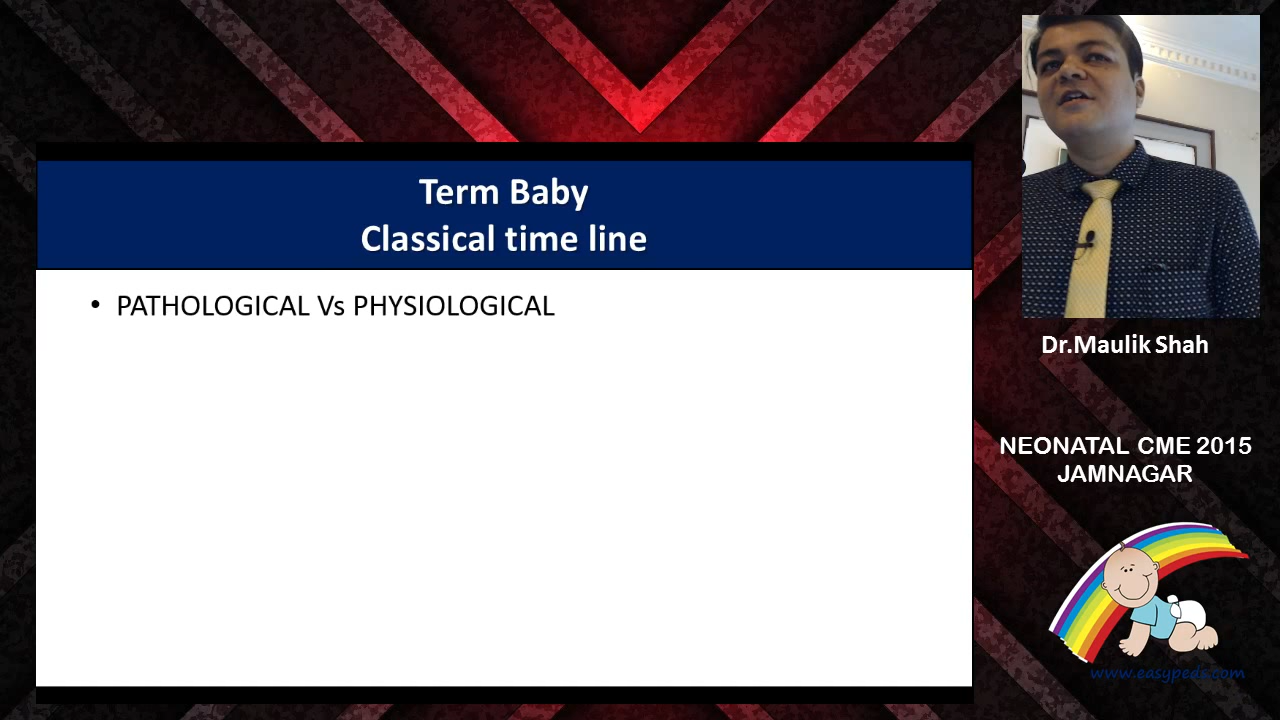 Term Baby
Classical time line
• PATHOLOGICAL Vs PHYSIOLOGICAL
Dr.Maulik Shah
NEONATAL CME 2015
JAMNAGAR
www.easypeds.com